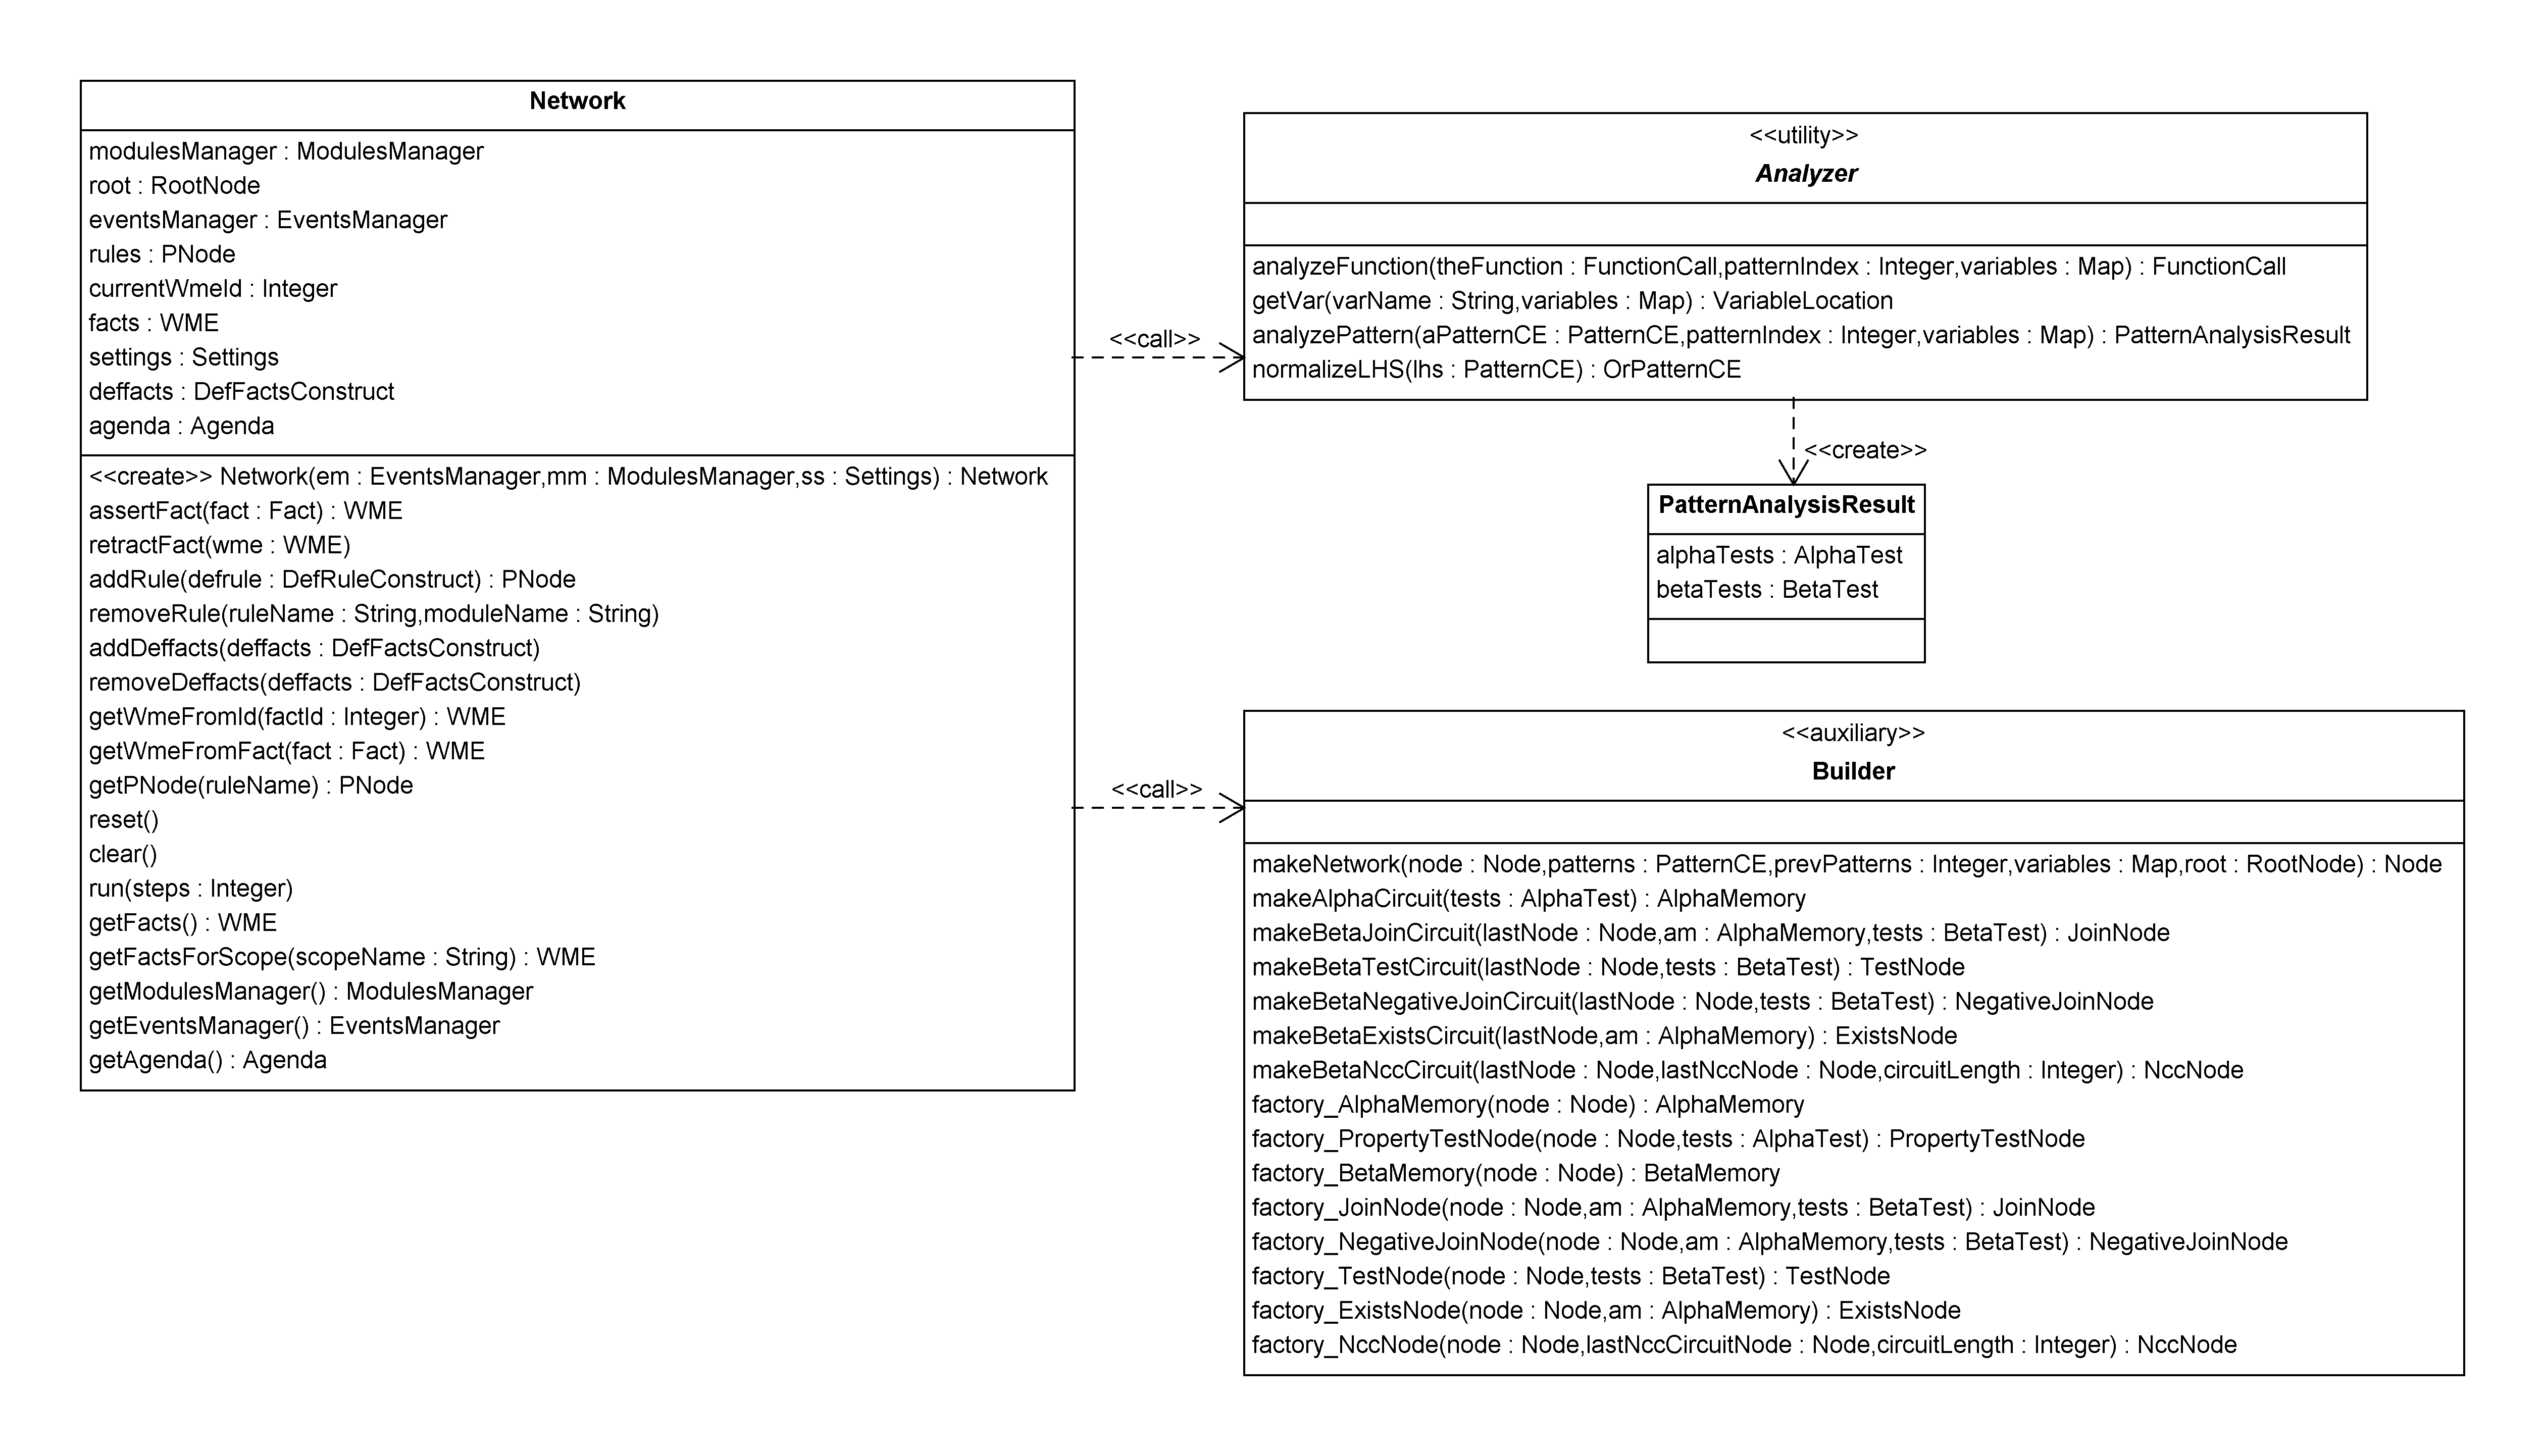 Network
modulesManager : ModulesManager
root : RootNode
eventsManager : EventsManager
rules : PNode
currentWmeId : Integer
facts : WME
settings : Settings
deffacts : DefFactsConstruct
agenda : Agenda
<<create>> Network(em : EventsManager,mm : ModulesManager,ss : Settings) : Network
assertFact(fact : Fact) : WME
retractFact(wme : WME)
addRule(defrule : DefRuleConstruct) : PNode
removeRule(ruleName : String,moduleName : String)
addDeffacts(deffacts : DefFactsConstruct)
removeDeffacts(deffacts : DefFactsConstruct)
getWmeFromId(factId : Integer) : WME
getWmeFromFact(fact : Fact) : WME
getPNode(ruleName) : PNode
reset()
clear()
run(steps : Integer)
getFacts() : WME
getFactsForScope(scopeName : String) : WME
getModulesManager() : ModulesManager
getEventsManager() : EventsManager
getAgenda() : Agenda
<<call>>
<<call>>
<<utility>>
Analyzer
analyzeFunction(theFunction : FunctionCall,patternIndex : Integer,variables : Map) : FunctionCall
getVar(varName : String,variables : Map) : VariableLocation
analyzePattern(aPatternCE : PatternCE,patternIndex : Integer,variables : Map) : PatternAnalysisResult
normalizeLHS(lhs : PatternCE) : OrPatternCE
<<create>>
PatternAnalysisResult
alphaTests : AlphaTest
betaTests : BetaTest
<<auxiliary>>
Builder
makeNetwork(node : Node,patterns : PatternCE,prevPatterns : Integer,variables : Map,root : RootNode) : Node
makeAlphaCircuit(tests : AlphaTest) : AlphaMemory
makeBetaJoinCircuit(lastNode : Node,am : AlphaMemory,tests : BetaTest) : JoinNode
makeBetaTestCircuit(lastNode : Node,tests : BetaTest) : TestNode
makeBetaNegativeJoinCircuit(lastNode : Node,tests : BetaTest) : NegativeJoinNode
makeBetaExistsCircuit(lastNode,am : AlphaMemory) : ExistsNode
makeBetaNccCircuit(lastNode : Node,lastNccNode : Node,circuitLength : Integer) : NccNode
factory_AlphaMemory(node : Node) : AlphaMemory
factory_PropertyTestNode(node : Node,tests : AlphaTest) : PropertyTestNode
factory_BetaMemory(node : Node) : BetaMemory
factory_JoinNode(node : Node,am : AlphaMemory,tests : BetaTest) : JoinNode
factory_NegativeJoinNode(node : Node,am : AlphaMemory,tests : BetaTest) : NegativeJoinNode
factory_TestNode(node : Node,tests : BetaTest) : TestNode
factory_ExistsNode(node : Node,am : AlphaMemory) : ExistsNode
factory_NccNode(node : Node,lastNccCircuitNode : Node,circuitLength : Integer) : NccNode